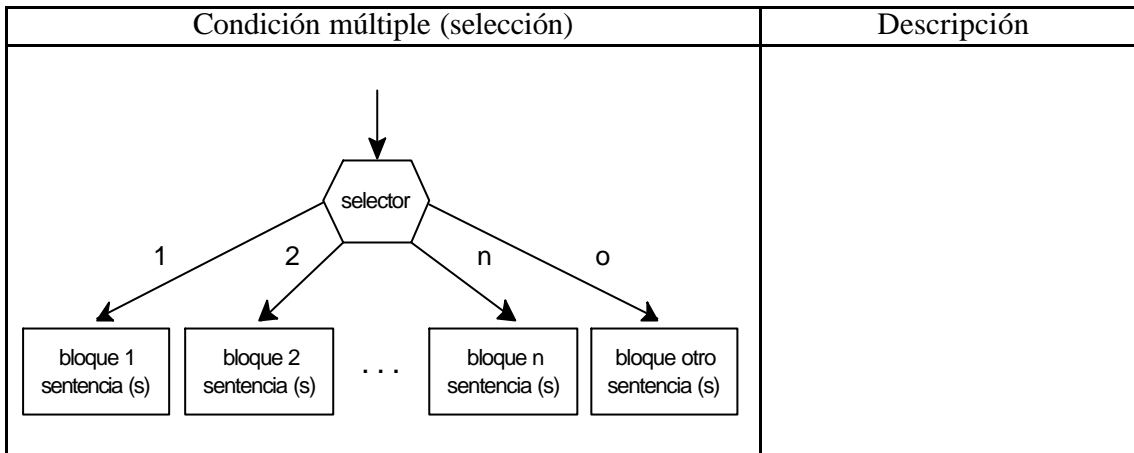 Condición múltiple (selección)
Descripción
selector
1
2
n
o
bloque 1
sentencia (s)
bloque 2
sentencia (s)
. . .
bloque n
sentencia (s)
bloque otro
sentencia (s)